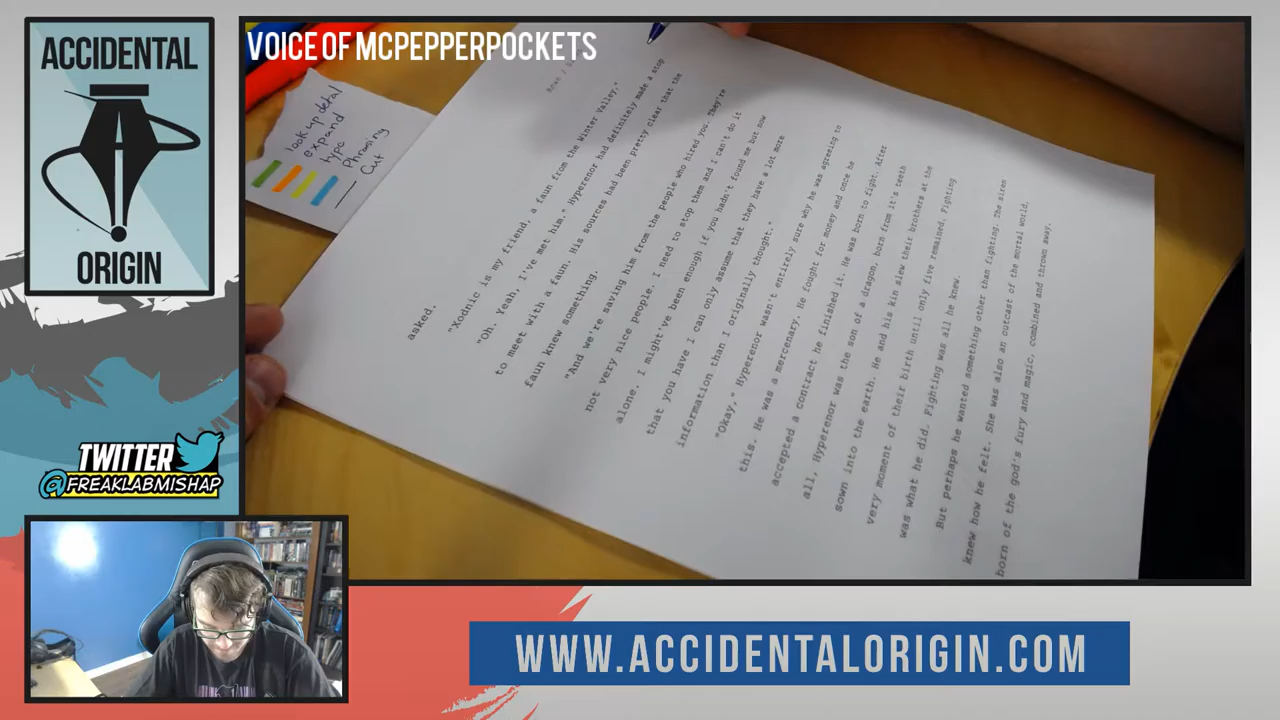 ACCIDENTAL
ORIGIN
VOICE OF MCPEPPERPOCKETS
look up detail
expand
typo
Phrasing
Cut
asked.
"Xodnic is my friend, a faun from the Winter Valley."
"Oh. Yeah, I've met him." Hyperenor had definitely made a stop
to meet with a faun. His sources had been pretty clear that the
faun knew something.
"And we're saving him from the people who hired you. They're
not very nice people. I need to stop them and I can't do it
alone. I might've been enough if you hadn't found me but now
that you have I can only assume that they have a lot more
information than I originally thought."
"Okay," Hyperenor wasn't entirely sure why he was agreeing to
this. He was a mercenary. He fought for money and once he
accepted a contract he finished it. He was born to fight. After
all, Hyperenor was the son of a dragon, born from it's teeth
sown into the earth. He and his kin slew their brothers at the
very moment of their birth until only five remained. Fighting
was what he did. Fighting was all he knew.
But perhaps he wanted something other than fighting. The siren
knew how he felt. She was also an outcast of the mortal world,
born of the god's fury and magic, combined and thrown away.
TWITTER
@FREAKLABMISHAP
WWW.ACCIDENTALORIGIN.COM